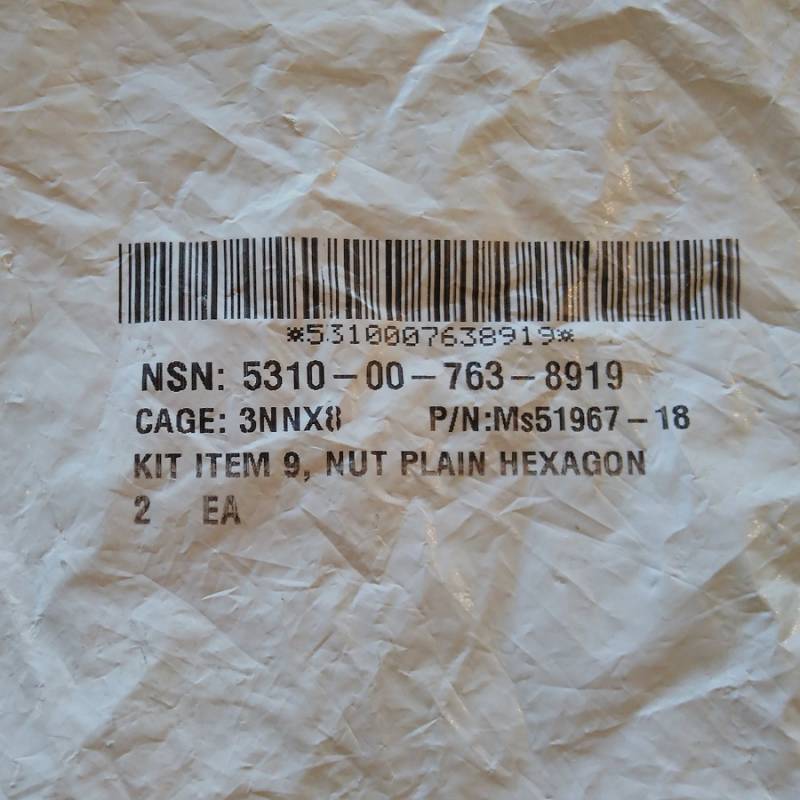 *5310007638919*
NSN: 5310-00-763-8919
CAGE: 3NNX8 P/N:Ms51967-18
KIT ITEM 9, NUT PLAIN HEXAGON
2 EA